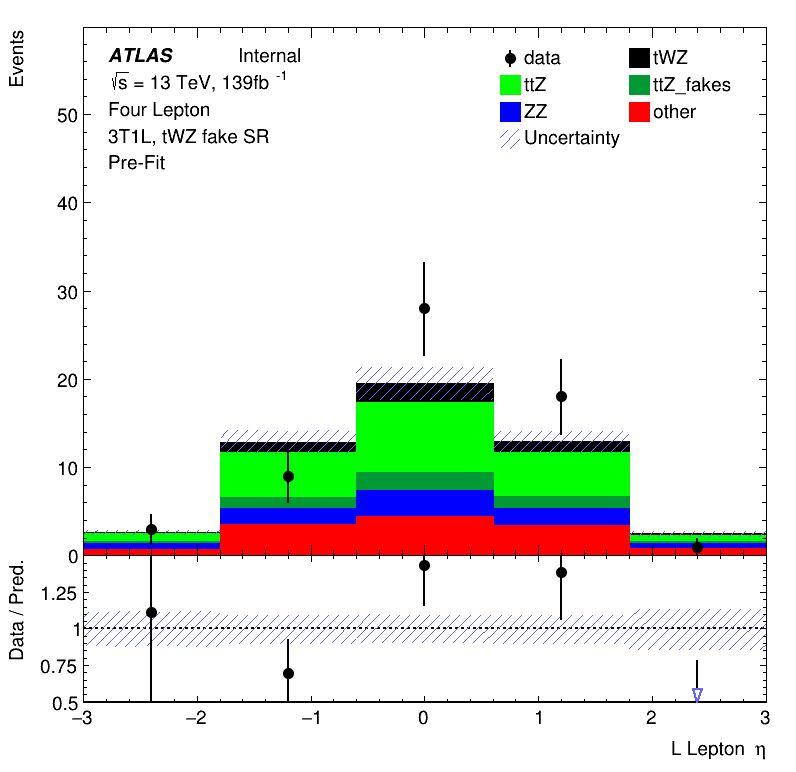 Events
ATLAS Internal
√s = 13 TeV, 139fb -1
Four Lepton
3T1L, tWZ fake SR
Pre-Fit
data
tWZ
ttZ
ttZ_fakes
ZZ
other
Uncertainty
50
40
30
20
10
0
Data / Pred.
1.25
1
0.75
0.5
−3 −2 −1 0 1 2 3
L Lepton η